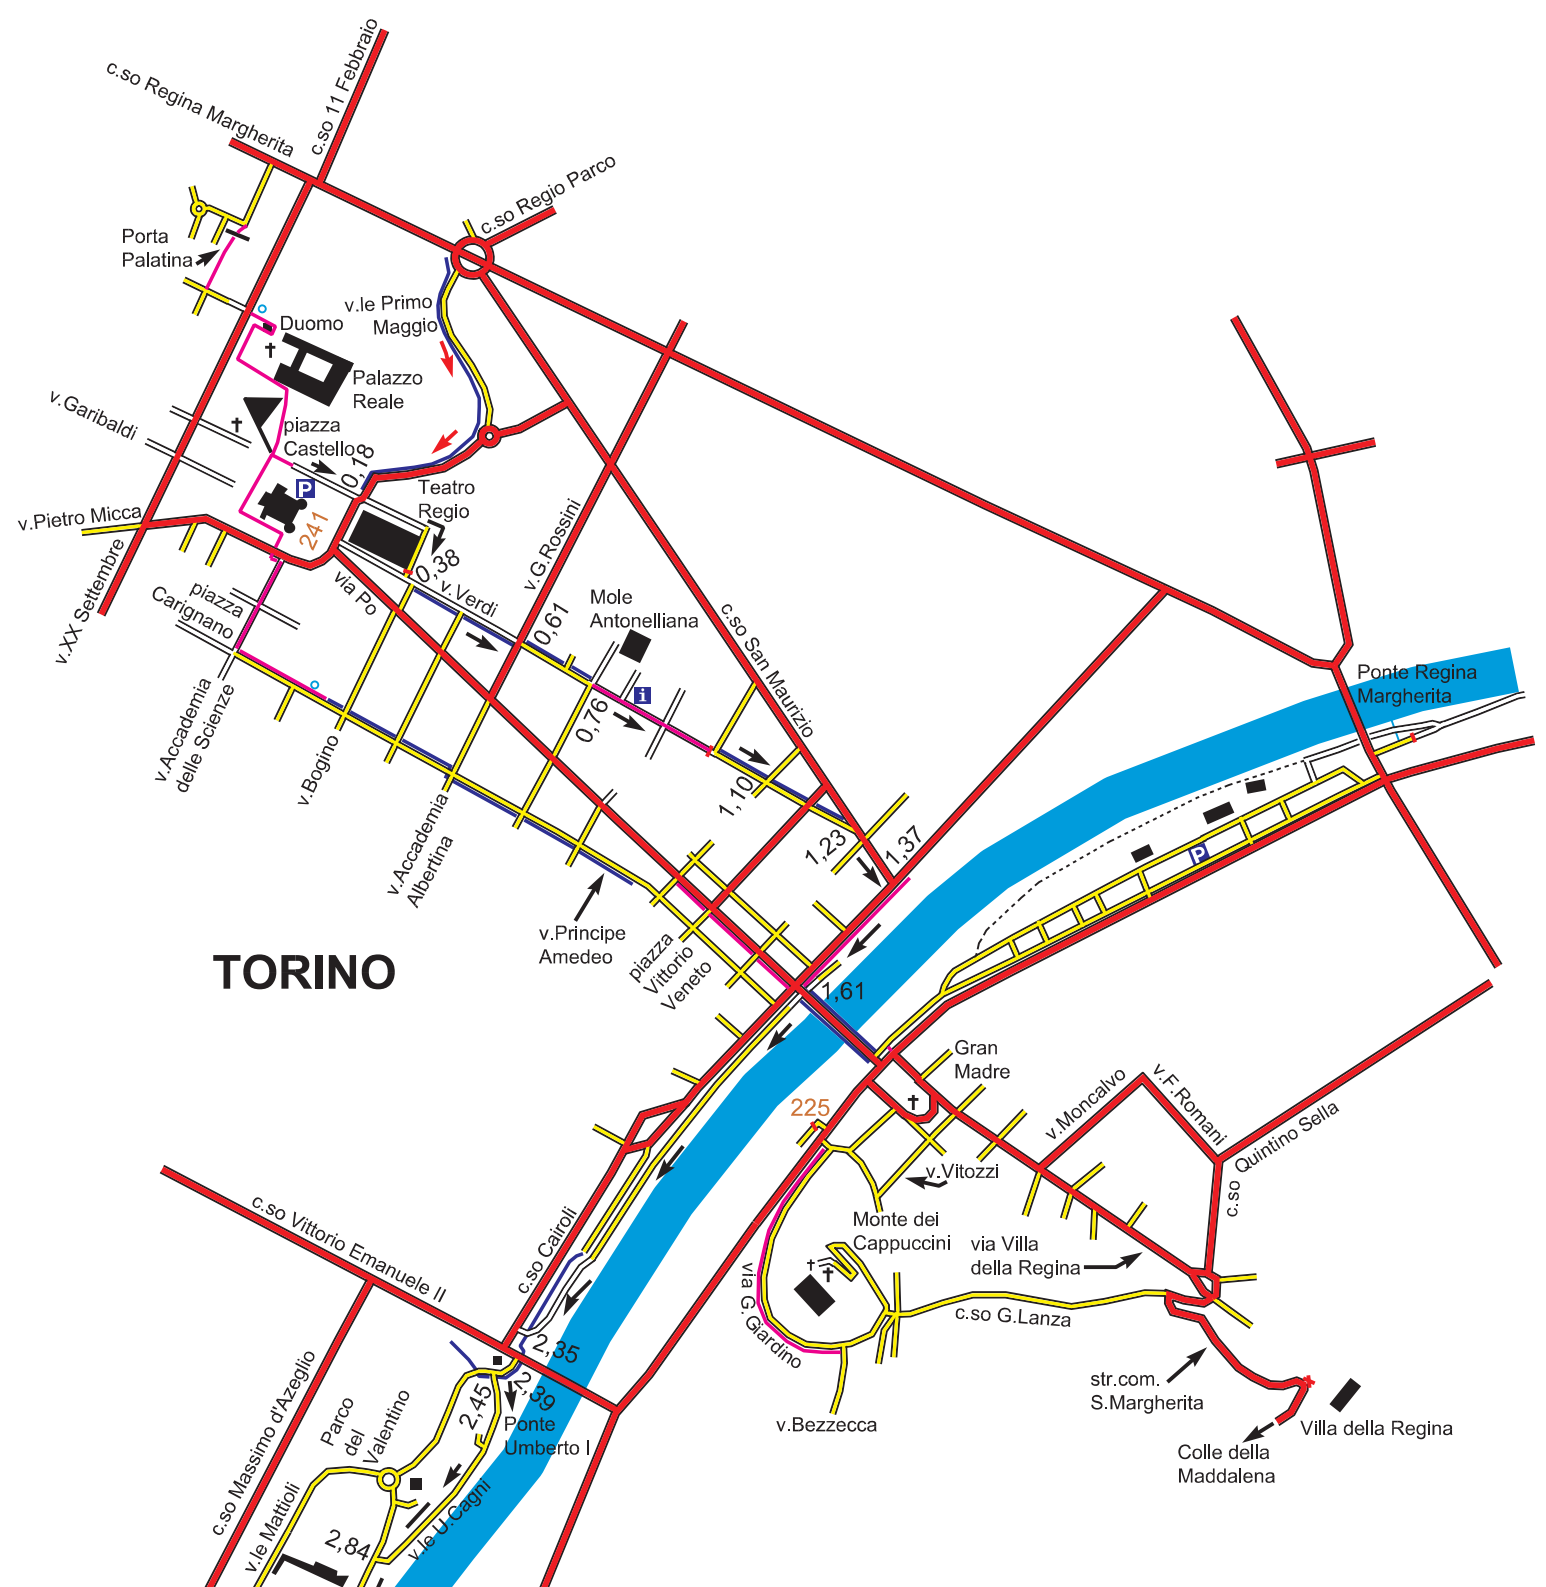 c.so Regina Margherita
c.so 11 Febbraio
c.so Regio Parco
Porta
Palatina
v.le Primo
Maggio
Duomo
Palazzo
Reale
v.Garibaldi
piazza
Castello
0,18
P
Teatro
Regio
241
v.Pietro Micca
v.XX Settembre
piazza
Carignano
via Po
0,38
v.Verdi
v.G.Rossini
0,61
Mole
Antonelliana
i
0,76
c.so San Maurizio
Ponte Regina
Margherita
v.Accademia
delle Scienze
v.Bogino
v.Accademia
Albertina
1,10
1,23
1,37
P
v.Principe
Amedeo
piazza
Vittorio
Veneto
TORINO
1,61
Gran
Madre
225
v.Moncalvo
v.F.Romani
c.so Quintino Sella
v.Vitozzi
Monte dei
Cappuccini
via Villa
della Regina
c.so Vittorio Emanuele II
c.so Cairoli
via G.Giardino
c.so G.Lanza
2,35
2,39
2,45
Ponte
Umberto I
v.Bezzecca
str.com.
S.Margherita
Villa della Regina
Colle della
Maddalena
c.so Massimo d'Azeglio
Parco
del
Valentino
v.le Mattioli
v.le U.Cagni
2,84